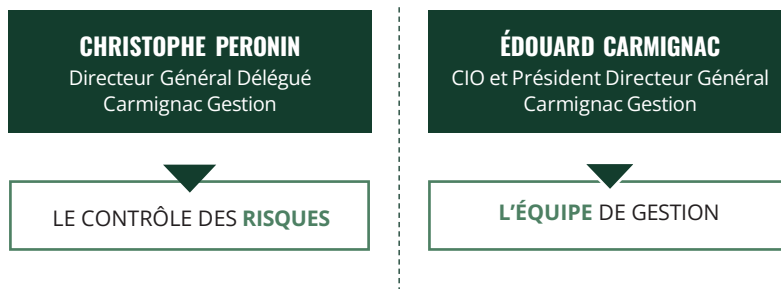 CHRISTOPHE PERONIN
Directeur Général Délégué
Carmignac Gestion
LE CONTRÔLE DES RISQUES
ÉDOUARD CARMIGNAC
CIO et Président Directeur Général
Carmignac Gestion
L’ÉQUIPE DE GESTION